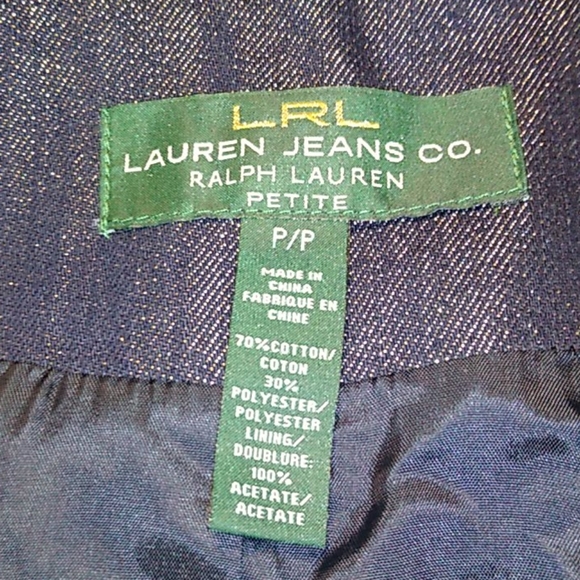 LRL
LAUREN JEANS CO.
RALPH LAUREN
PETITE
P/P
MADE IN
CHINA
FABRIQUE EN
CHINE
70% COTTON/
COTON
30%
POLYESTER/
POLYESTER
LINING/
DOUBLURE:
100%
ACETATE/
ACETATE